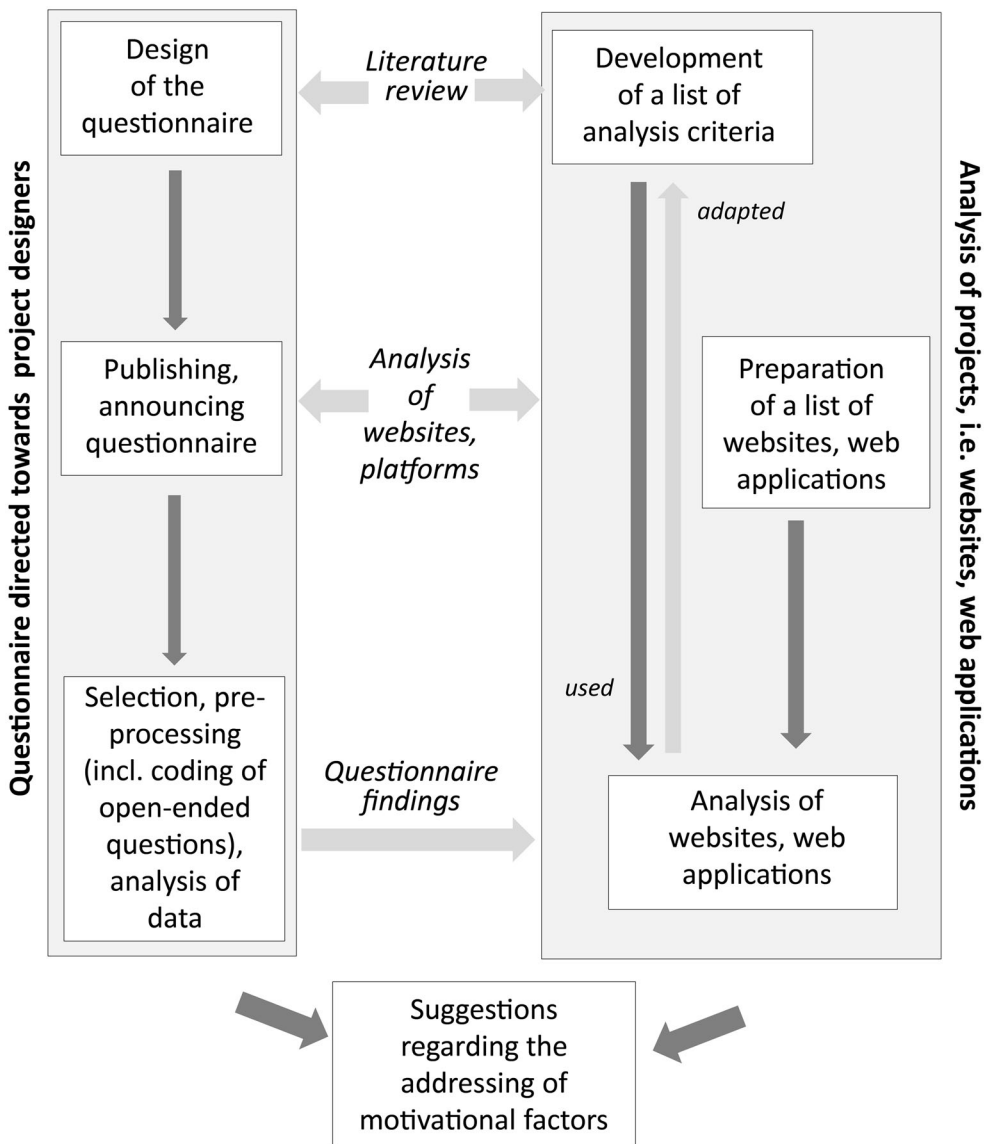 Questionnaire directed towards project designers
Design
of the
questionnaire
Publishing,
announcing
questionnaire
Selection, pre-
processing
(incl. coding of
open-ended
questions),
analysis of
data
Literature
review
Analysis
of
websites,
platforms
Questionnaire
findings
Development
of a list of
analysis criteria
adapted
Preparation
of a list of
websites, web
applications
used
Analysis of
websites, web
applications
Analysis of projects, i.e. websites, web applications
Suggestions
regarding the
addressing of
motivational factors